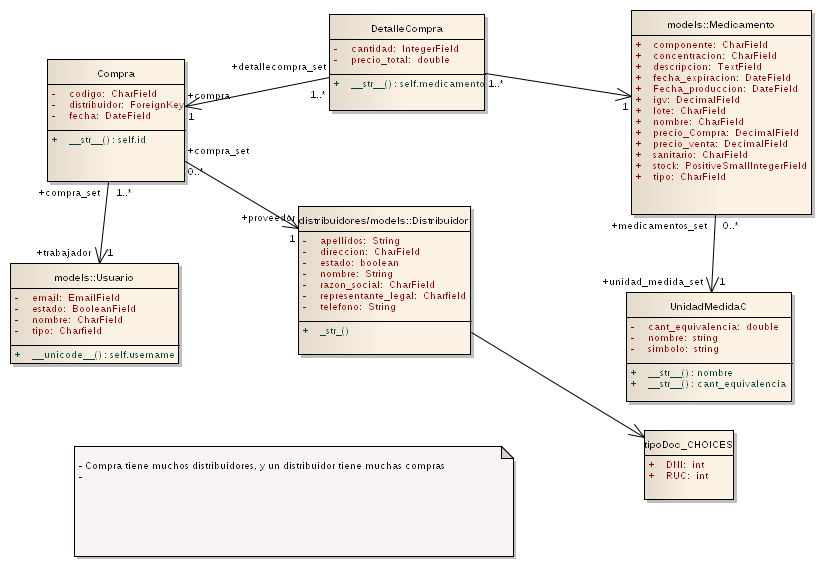 DetalleCompra
- cantidad: IntegerField
- precio_total: double
+ __str__() : self.medicamento
models::Medicamento
+ componente: CharField
+ concentracion: CharField
+ descripcion: TextField
+ fecha_expiracion: DateField
+ Fecha_produccion: DateField
+ igv: DecimalField
+ lote: CharField
+ nombre: CharField
+ precio_Compra: DecimalField
+ precio_venta: DecimalField
+ sanitario: CharField
+ stock: PositiveSmallIntegerField
+ tipo: CharField
Compra
- codigo: CharField
- distribuidor: ForeignKey
- fecha: DateField
+ __str__() : self.id
+detallecompra_set
1..*
+compra
1
1..*
1
+compra_set
0..*
+proveedor
1
+compra_set
1..*
+trabajador
1
distribuidores/models::Distribuidor
- apellidos: String
- direccion: CharField
- estado: boolean
- nombre: String
- razon_social: CharField
- representante_legal: Charfield
- telefono: String
+ _str_()
models::Usuario
- email: EmailField
- estado: BooleanField
- nombre: CharField
- tipo: Charfield
+ __unicode__() : self.username
+medicamentos_set
0..*
+unidad_medida_set
1
UnidadMedidaC
- cant_equivalencia: double
- nombre: string
- simbolo: string
+ __str__() : nombre
+ __str__() : cant_equivalencia
tipoDoc_CHOICES
+ DNI: int
+ RUC: int
- Compra tiene muchos distribuidores, y un distribuidor tiene muchas compras
-